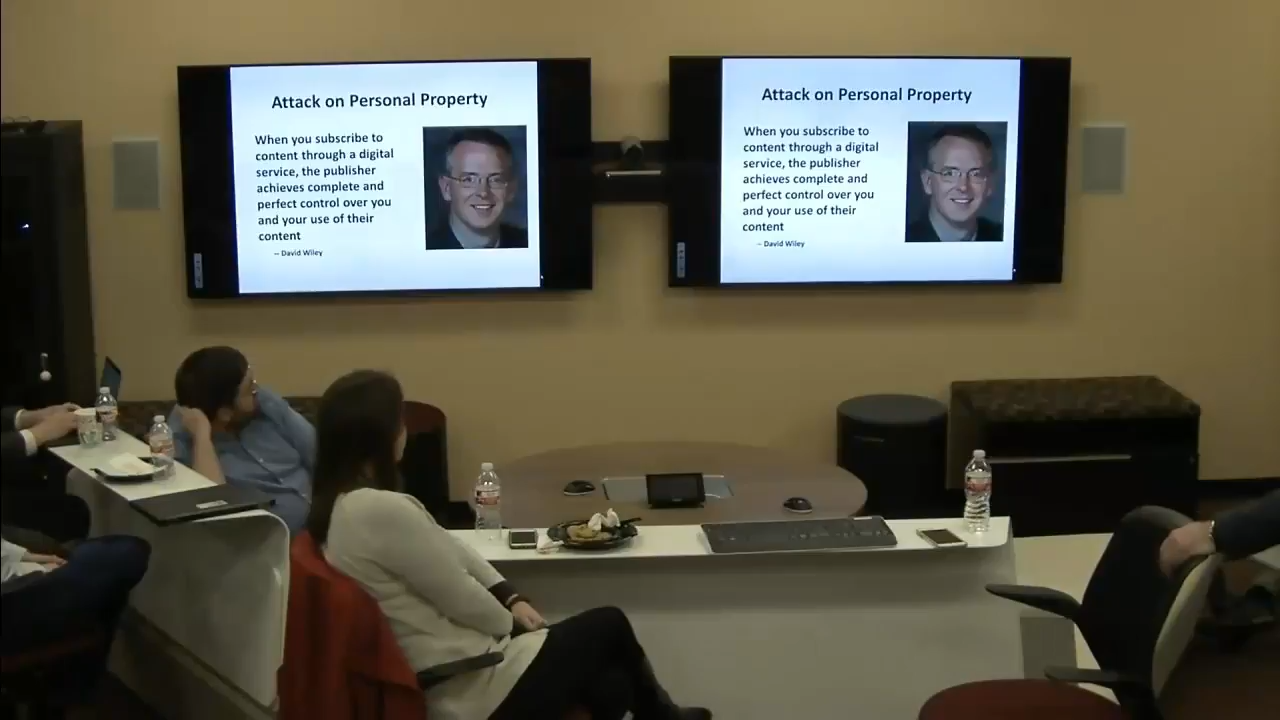 Attack on Personal Property
When you subscribe to
content through a digital
service, the publisher
achieves complete and
perfect control over you
and your use of their
content
– David Wiley
Attack on Personal Property
When you subscribe to
content through a digital
service, the publisher
achieves complete and
perfect control over you
and your use of their
content
– David Wiley